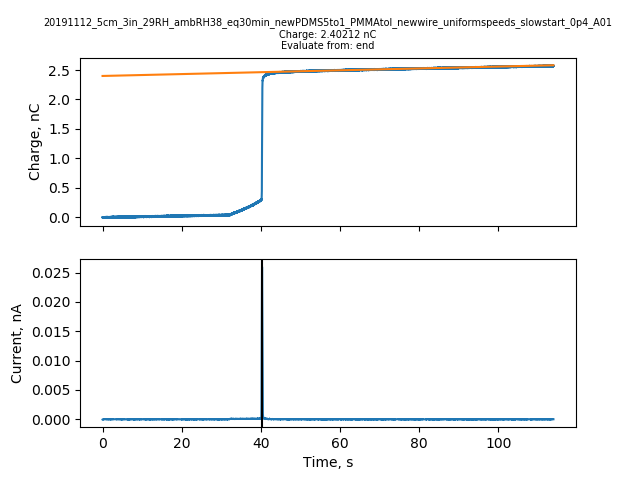 20191112_5cm_3in_29RH_ambRH38_eq30min_newPDMS5to1_PMMAtol_newwire_uniformspeeds_slowstart_0p4_A01
Charge: 2.40212 nC
Evaluate from: end
Charge, nC
2.5
2.0
1.5
1.0
0.5
0.0
Current, nA
0.025
0.020
0.015
0.010
0.005
0.000
0 20 40 60 80 100
Time, s